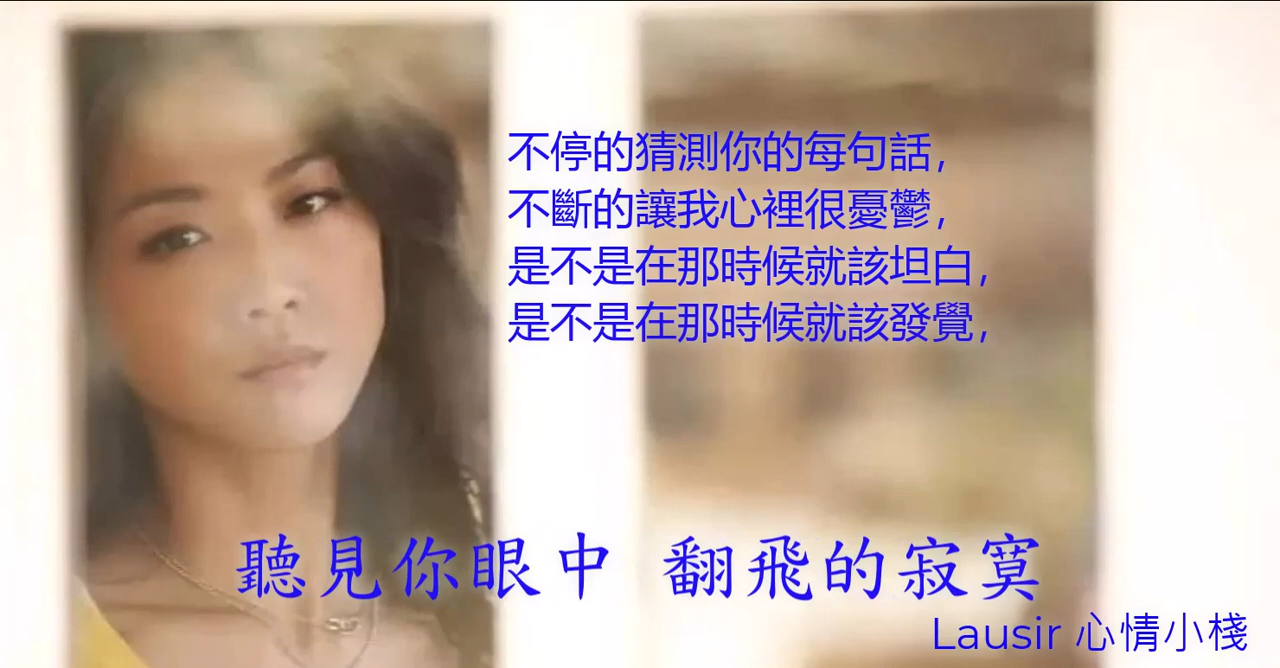 不停的猜測你的每句話，
不斷的讓我心裡很憂鬱，
是不是在那時候就該坦白，
是不是在那時候就該發覺，
聽見你眼中 翻飛的寂寞
Lausir 心情小棧